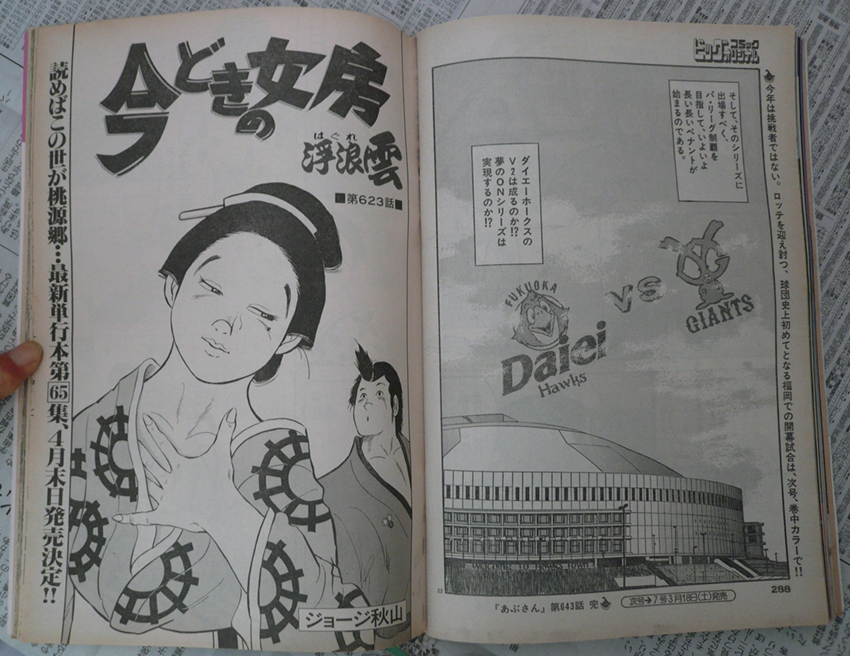 ビッグコミックオリジナル
今年は挑戦者ではない。ロッテを迎え討つ、球団史上初めてとなる福岡での開幕試合は、次号、巻中カラーで!!
そして、そのシリーズに
出場すべく、
パ・リーグ制覇を
目指して、いよいよ
長い長いペナントが
始まるのである。
ダイエーホークスの
V2は成るのか!?
夢のONシリーズは
実現するのか!?
FUKUOKA
Daiei
Hawks
VS
GIANTS
288
『あぶさん』第643話 完
次号→7号3月18日(土)発売
今どきの女房
はぐれ
浮浪雲
■第623話■
読めばこの世が桃源郷…最新単行本第65集、4月末日発売決定!!
ジョージ秋山